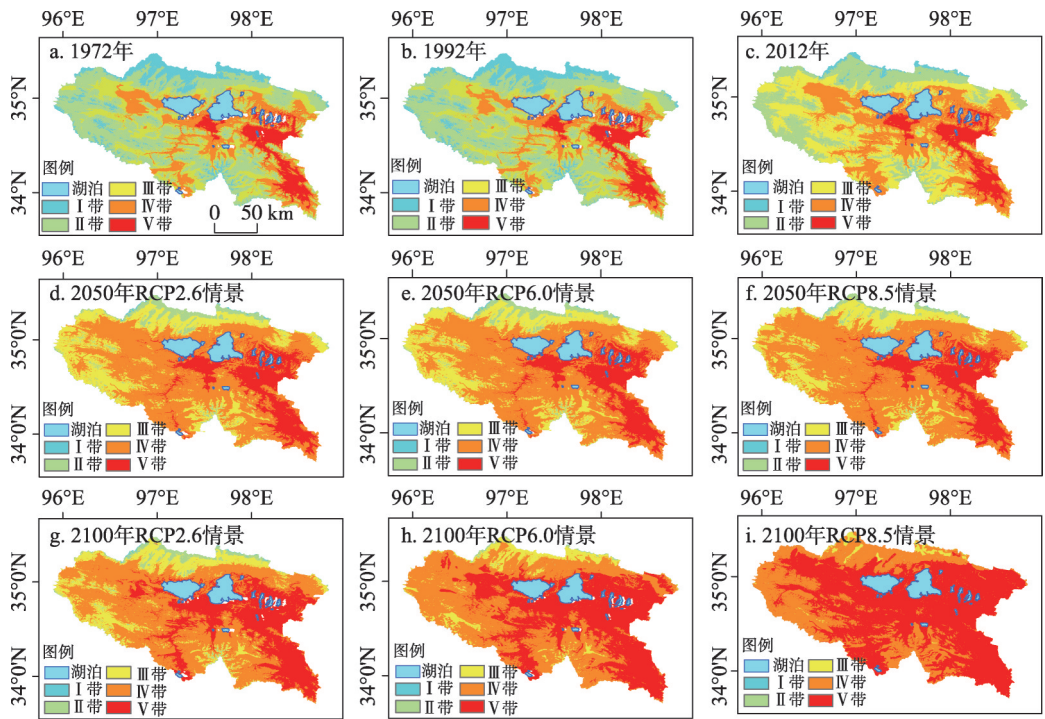 96°E 97°E 98°E 96°E 97°E 98°E 96°E 97°E 98°E
a. 1972年
b. 1992年
c. 2012年
35°0'N
34°0'N
图例
湖泊 Ⅲ带
Ⅰ带 Ⅳ带
Ⅱ带 Ⅴ带
0 50 km
图例
湖泊 Ⅲ带
Ⅰ带 Ⅳ带
Ⅱ带 Ⅴ带
35°N
34°1'N
图例
湖泊 Ⅲ带
Ⅰ带 Ⅳ带
Ⅱ带 Ⅴ带
96°E 97°E 98°E 96°E 97°E 98°E 96°E 97°E 98°E
d. 2050年RCP2.6情景
e. 2050年RCP6.0情景
f. 2050年RCP8.5情景
35°0'N
34°0'N
图例
湖泊 Ⅲ带
Ⅰ带 Ⅳ带
Ⅱ带 Ⅴ带
35°0'N
34°0'N
图例
湖泊 Ⅲ带
Ⅰ带 Ⅳ带
Ⅱ带 Ⅴ带
35°0'N
34°0'N
图例
湖泊 Ⅲ带
Ⅰ带 Ⅳ带
Ⅱ带 Ⅴ带
96°E 97°E 98°E 96°E 97°E 98°E 96°E 97°E 98°E
g. 2100年RCP2.6情景
h. 2100年RCP6.0情景
i. 2100年RCP8.5情景
35°0'N
34°0'N
图例
湖泊 Ⅲ带
Ⅰ带 Ⅳ带
Ⅱ带 Ⅴ带
35°0'N
34°0'N
图例
湖泊 Ⅲ带
Ⅰ带 Ⅳ带
Ⅱ带 Ⅴ带
35°0'N
34°0'N
图例
湖泊 Ⅲ带
Ⅰ带 Ⅳ带
Ⅱ带 Ⅴ带